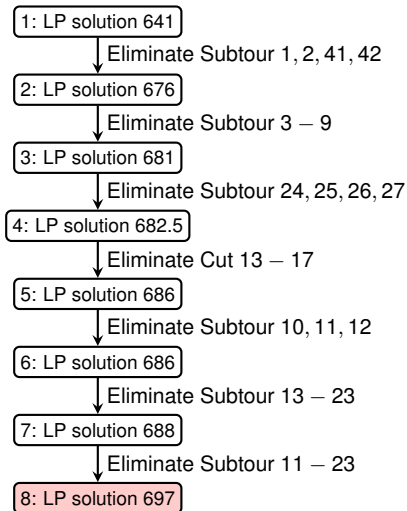 1: LP solution 641
Eliminate Subtour 1, 2, 41, 42
2: LP solution 676
Eliminate Subtour 3 − 9
3: LP solution 681
Eliminate Subtour 24, 25, 26, 27
4: LP solution 682.5
Eliminate Cut 13 − 17
5: LP solution 686
Eliminate Subtour 10, 11, 12
6: LP solution 686
Eliminate Subtour 13 − 23
7: LP solution 688
Eliminate Subtour 11 − 23
8: LP solution 697